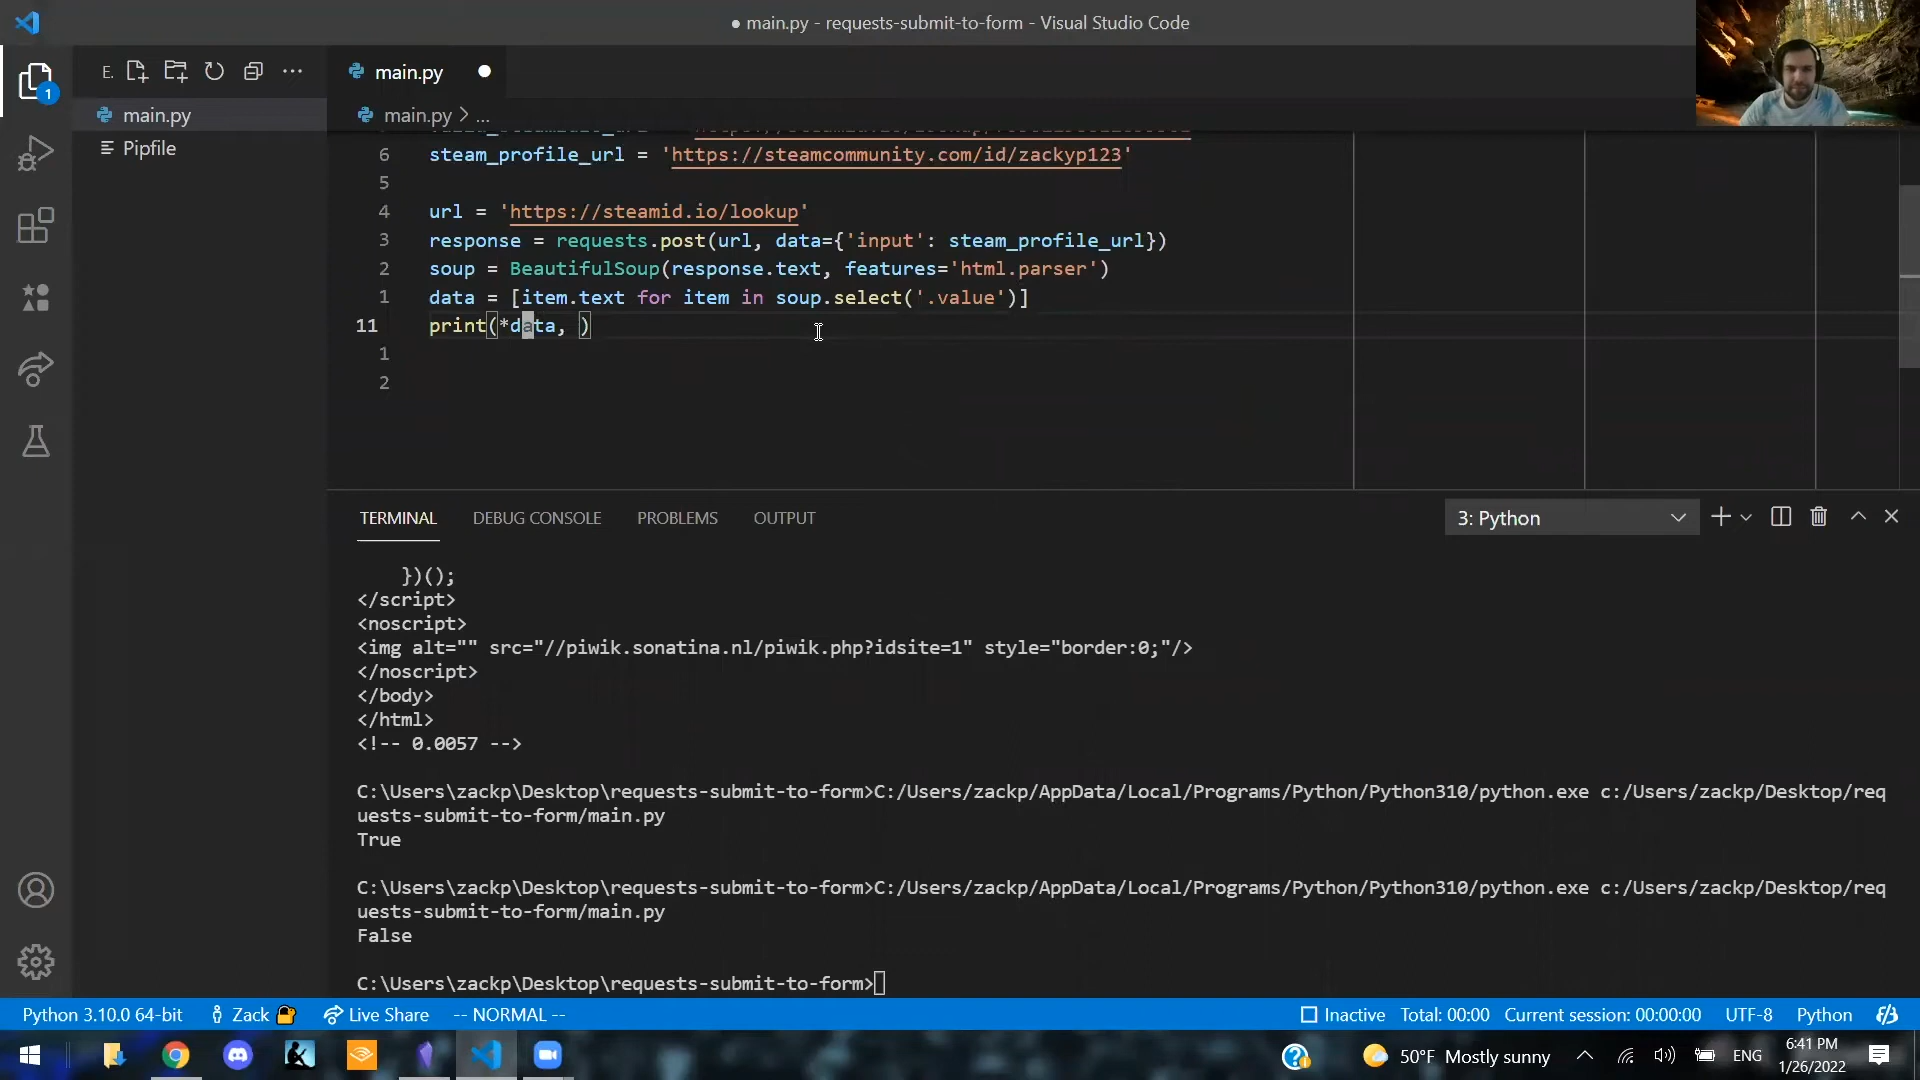 ● main.py - requests-submit-to-form - Visual Studio Code
E.
main.py
main.py
main.py > ...
1
Pipfile
6 steam_profile_url = 'https://steamcommunity.com/id/zackyp123'
5
4 url = 'https://steamid.io/lookup'
3 response = requests.post(url, data={'input': steam_profile_url})
2 soup = BeautifulSoup(response.text, features='html.parser')
1 data = [item.text for item in soup.select('.value')]
11 print(*data, )
1
2
TERMINAL DEBUG CONSOLE PROBLEMS OUTPUT
3: Python
})();
</script>
<noscript>
<img alt="" src="//piwik.sonatina.nl/piwik.php?idsite=1" style="border:0;"/>
</noscript>
</body>
</html>
<!-- 0.0057 -->
C:\Users\zackp\Desktop\requests-submit-to-form>C:/Users/zackp/AppData/Local/Programs/Python/Python310/python.exe c:/Users/zackp/Desktop/req
uests-submit-to-form/main.py
True
C:\Users\zackp\Desktop\requests-submit-to-form>C:/Users/zackp/AppData/Local/Programs/Python/Python310/python.exe c:/Users/zackp/Desktop/req
uests-submit-to-form/main.py
False
C:\Users\zackp\Desktop\requests-submit-to-form>
Python 3.10.0 64-bit Zack Live Share -- NORMAL -- Inactive Total: 00:00 Current session: 00:00:00 UTF-8 Python
50°F Mostly sunny ENG 6:41 PM
1/26/2022